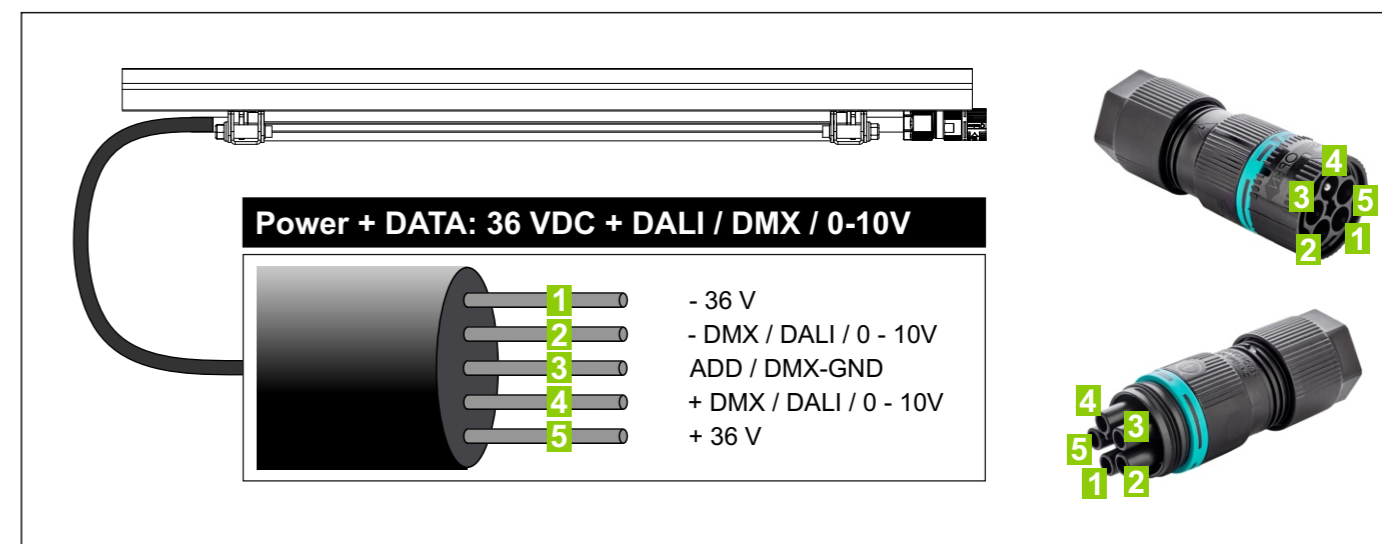 Power + DATA: 36 VDC + DALI / DMX / 0-10V
1 - 36 V
2 - DMX / DALI / 0 - 10V
3 ADD / DMX-GND
4 + DMX / DALI / 0 - 10V
5 + 36 V
4
3
5
2
1
4
3
5
1
2